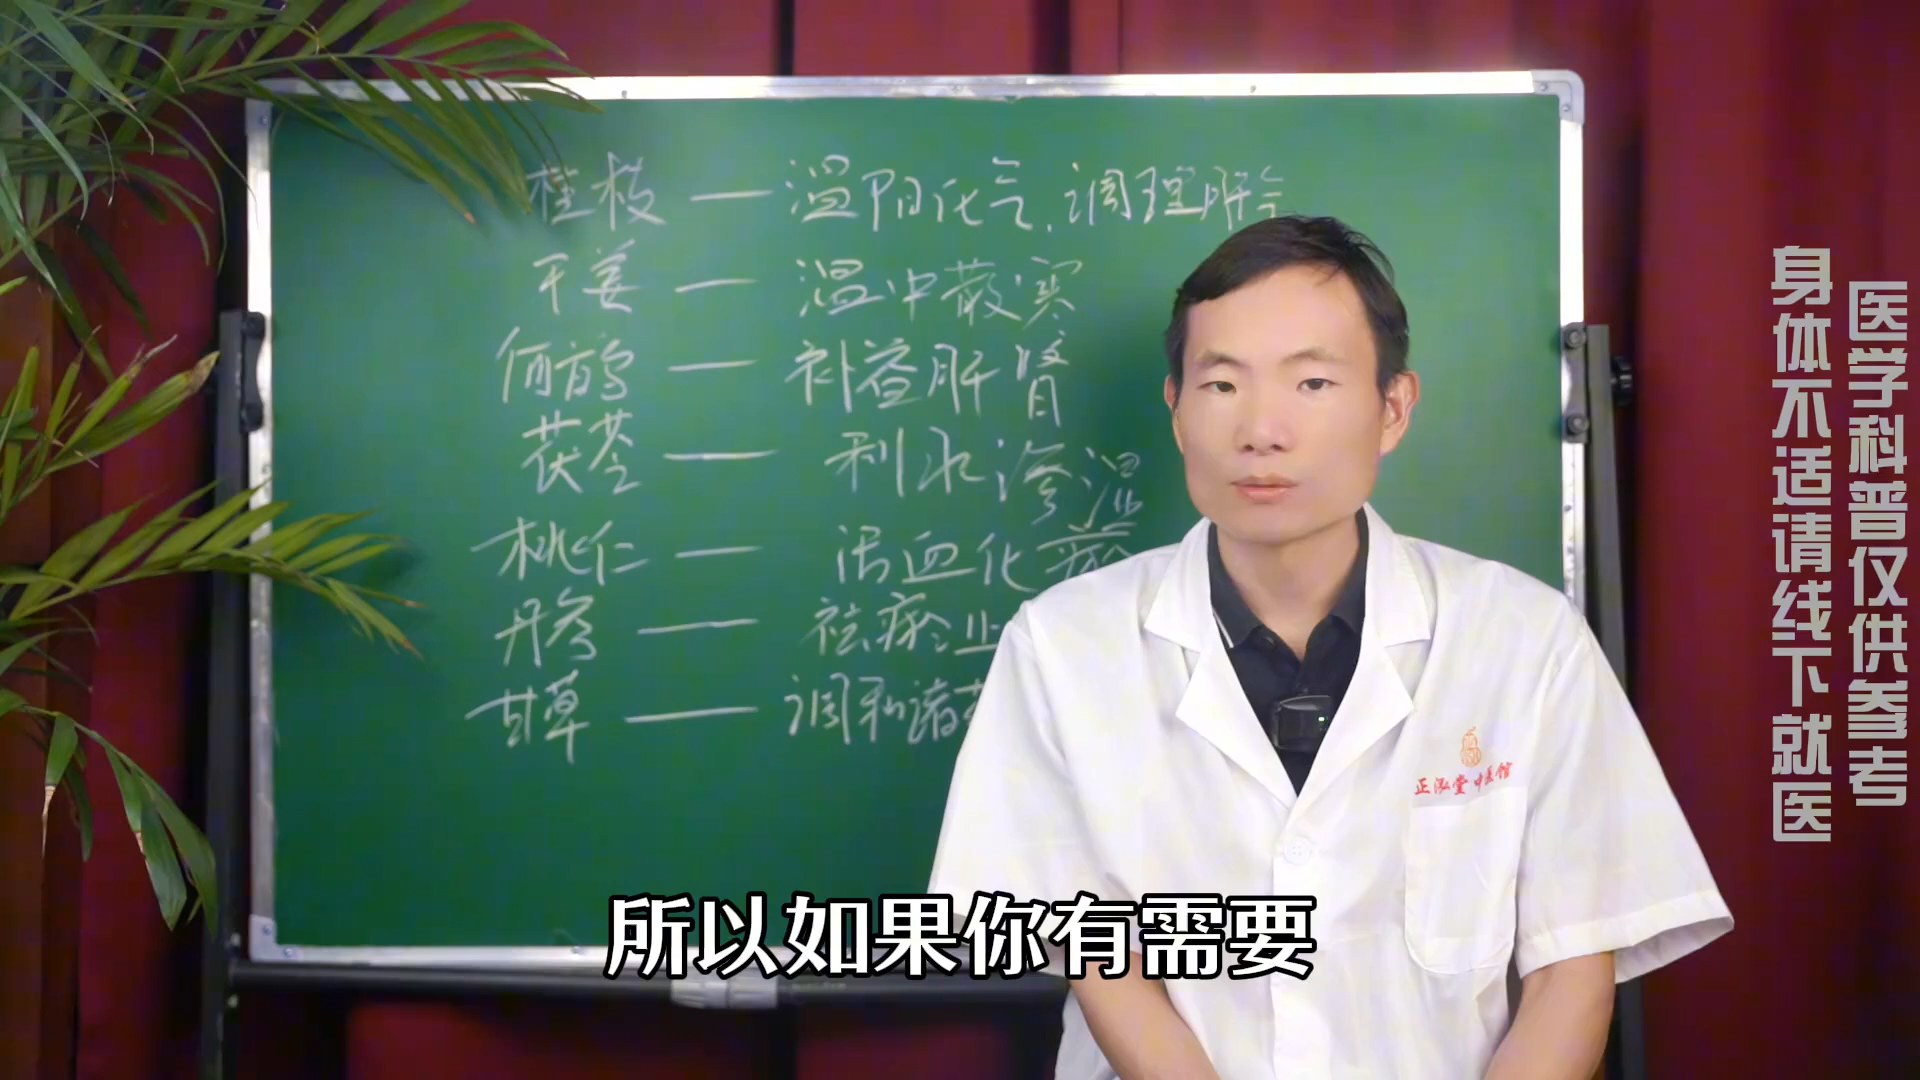 桂枝 — 温阳化气、调理肝气
干姜 — 温中散寒
何首乌 — 补益肝肾
茯苓 — 利水渗湿
桃仁 — 活血化瘀
丹参 — 祛瘀止
甘草 — 调和诸
正泓堂中医馆
医学科普仅供参考
身体不适请线下就医
所以如果你有需要